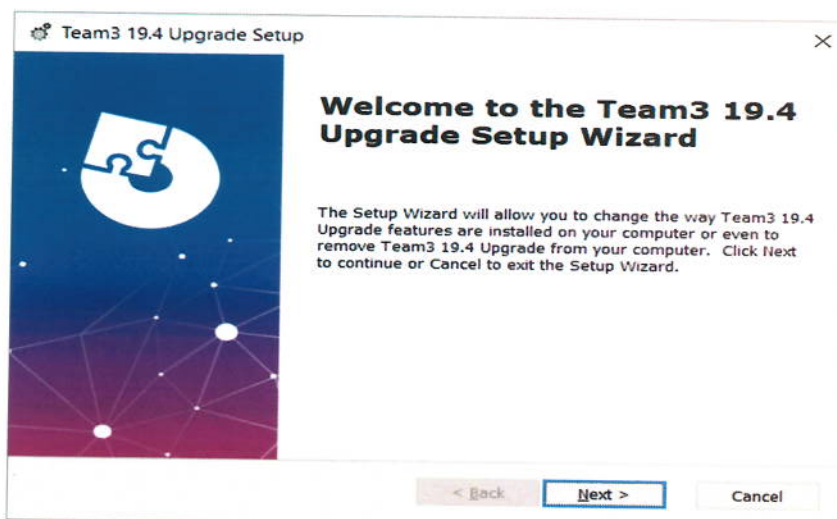 Team3 19.4 Upgrade Setup
Welcome to the Team3 19.4
Upgrade Setup Wizard
The Setup Wizard will allow you to change the way Team3 19.4
Upgrade features are installed on your computer or even to
remove Team3 19.4 Upgrade from your computer. Click Next
to continue or Cancel to exit the Setup Wizard.
< Back
Next >
Cancel